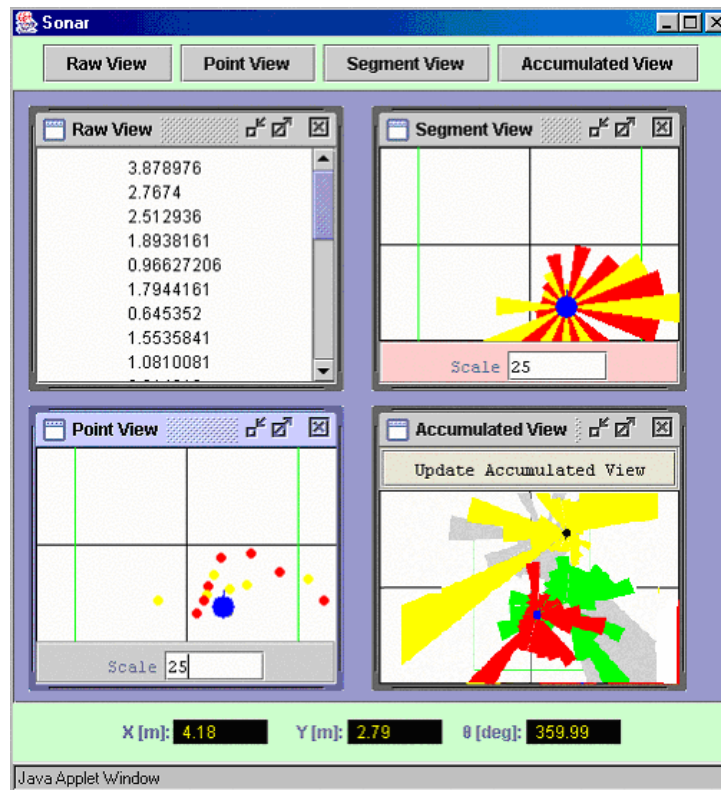 Sonar
Raw View Point View Segment View Accumulated View
Raw View
3.878976
2.7674
2.512936
1.8938161
0.96627206
1.7944161
0.645352
1.5535841
1.0810081
Segment View
Scale 25
Point View
Scale 25
Accumulated View
Update Accumulated View
X [m]: 4.18 Y [m]: 2.79 θ [deg]: 359.99
Java Applet Window